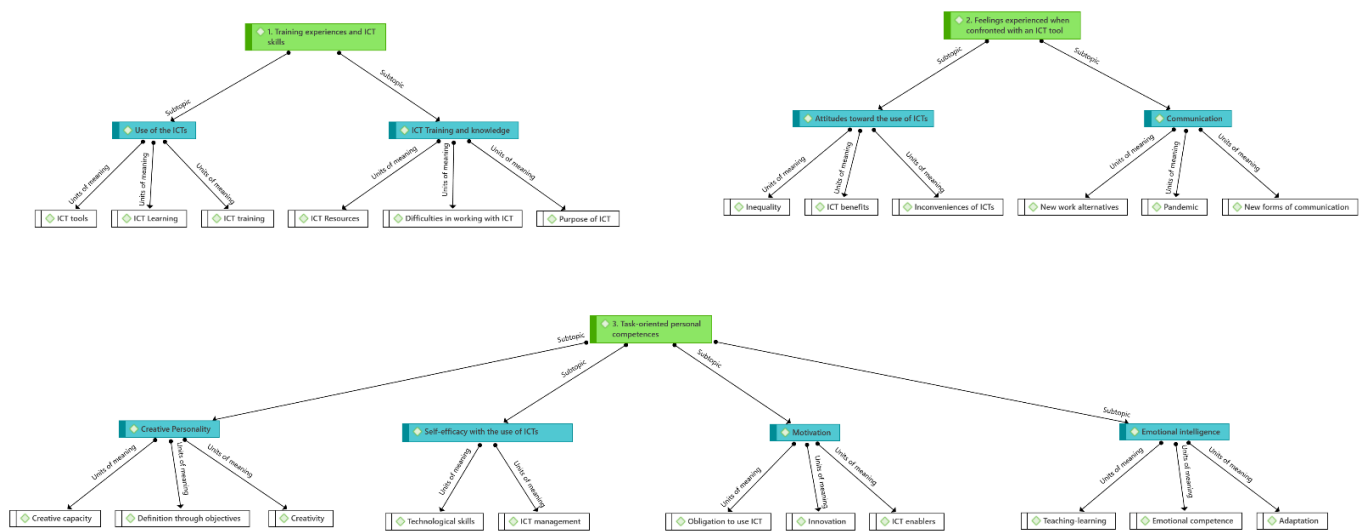 1. Training experiences and ICT
skills
2. Feelings experienced when
confronted with an ICT tool
Subtopic
Subtopic
Subtopic
Subtopic
Use of the ICTs
ICT Training and knowledge
Attitudes toward the use of ICTs
Communication
Units of meaning
Units of meaning
Units of meaning
Units of meaning
Units of meaning
Units of meaning
Units of meaning
Units of meaning
Units of meaning
Units of meaning
Units of meaning
Units of meaning
ICT tools
ICT Learning
ICT training
ICT Resources
Difficulties in working with ICT
Purpose of ICT
Inequality
ICT benefits
Inconveniences of ICTs
New work alternatives
Pandemic
New forms of communication
3. Task-oriented personal
competences
Subtopic
Subtopic
Subtopic
Subtopic
Creative Personality
Self-efficacy with the use of ICTs
Motivation
Emotional intelligence
Units of meaning
Units of meaning
Units of meaning
Units of meaning
Units of meaning
Units of meaning
Units of meaning
Units of meaning
Units of meaning
Units of meaning
Units of meaning
Creative capacity
Definition through objectives
Creativity
Technological skills
ICT management
Obligation to use ICT
Innovation
ICT enablers
Teaching-learning
Emotional competence
Adaptation